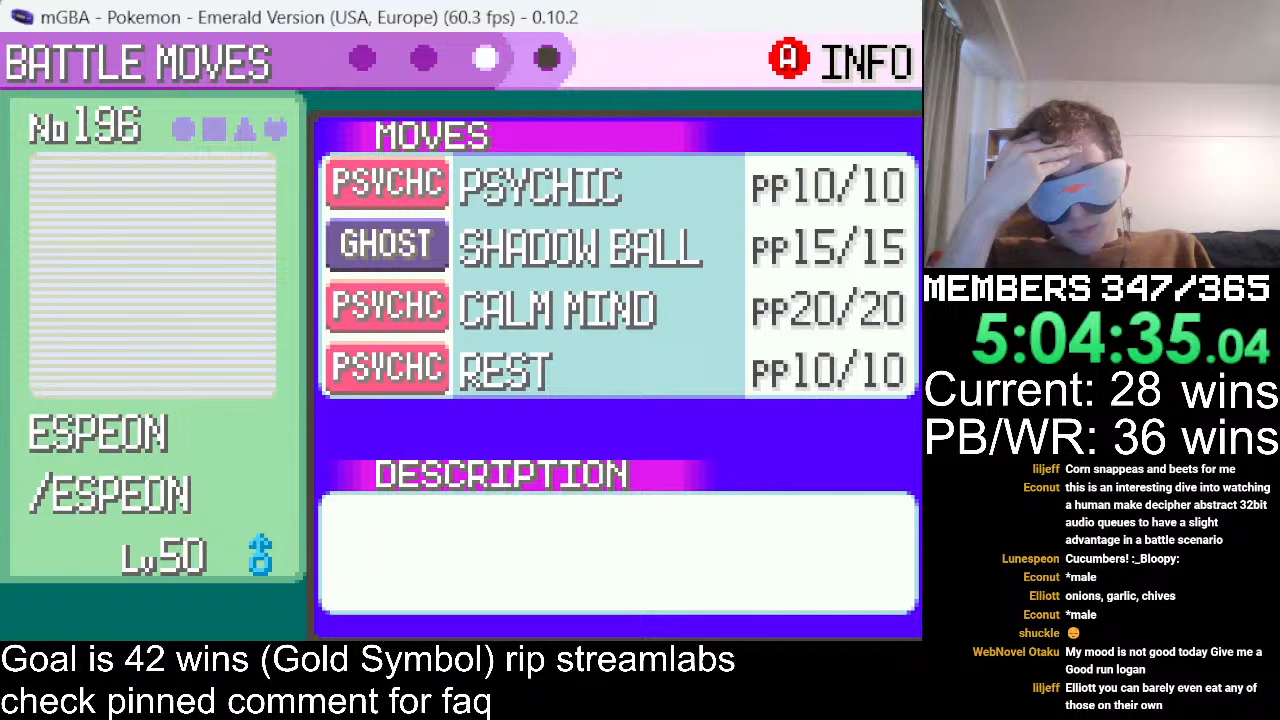 mGBA - Pokemon - Emerald Version (USA, Europe) (60.3 fps) - 0.10.2
BATTLE MOVES
A INFO
No196
MOVES
PSYCHC PSYCHIC PP10/10
GHOST SHADOW BALL PP15/15
PSYCHC CALM MIND PP20/20
PSYCHC REST PP10/10
ESPEON
/ESPEON
Lv50 ♂
DESCRIPTION
MEMBERS 347/365
5:04:35.04
Current: 28 wins
PB/WR: 36 wins
liljeff Corn snappeas and beets for me
Econut this is an interesting dive into watching
a human make decipher abstract 32bit
audio queues to have a slight
advantage in a battle scenario
Lunespeon Cucumbers! :_Bloopy:
Econut *male
Elliott onions, garlic, chives
Econut *male
shuckle 😔
WebNovel Otaku My mood is not good today Give me a
Good run logan
liljeff Elliott you can barely even eat any of
those on their own
Goal is 42 wins (Gold Symbol) rip streamlabs
check pinned comment for faq